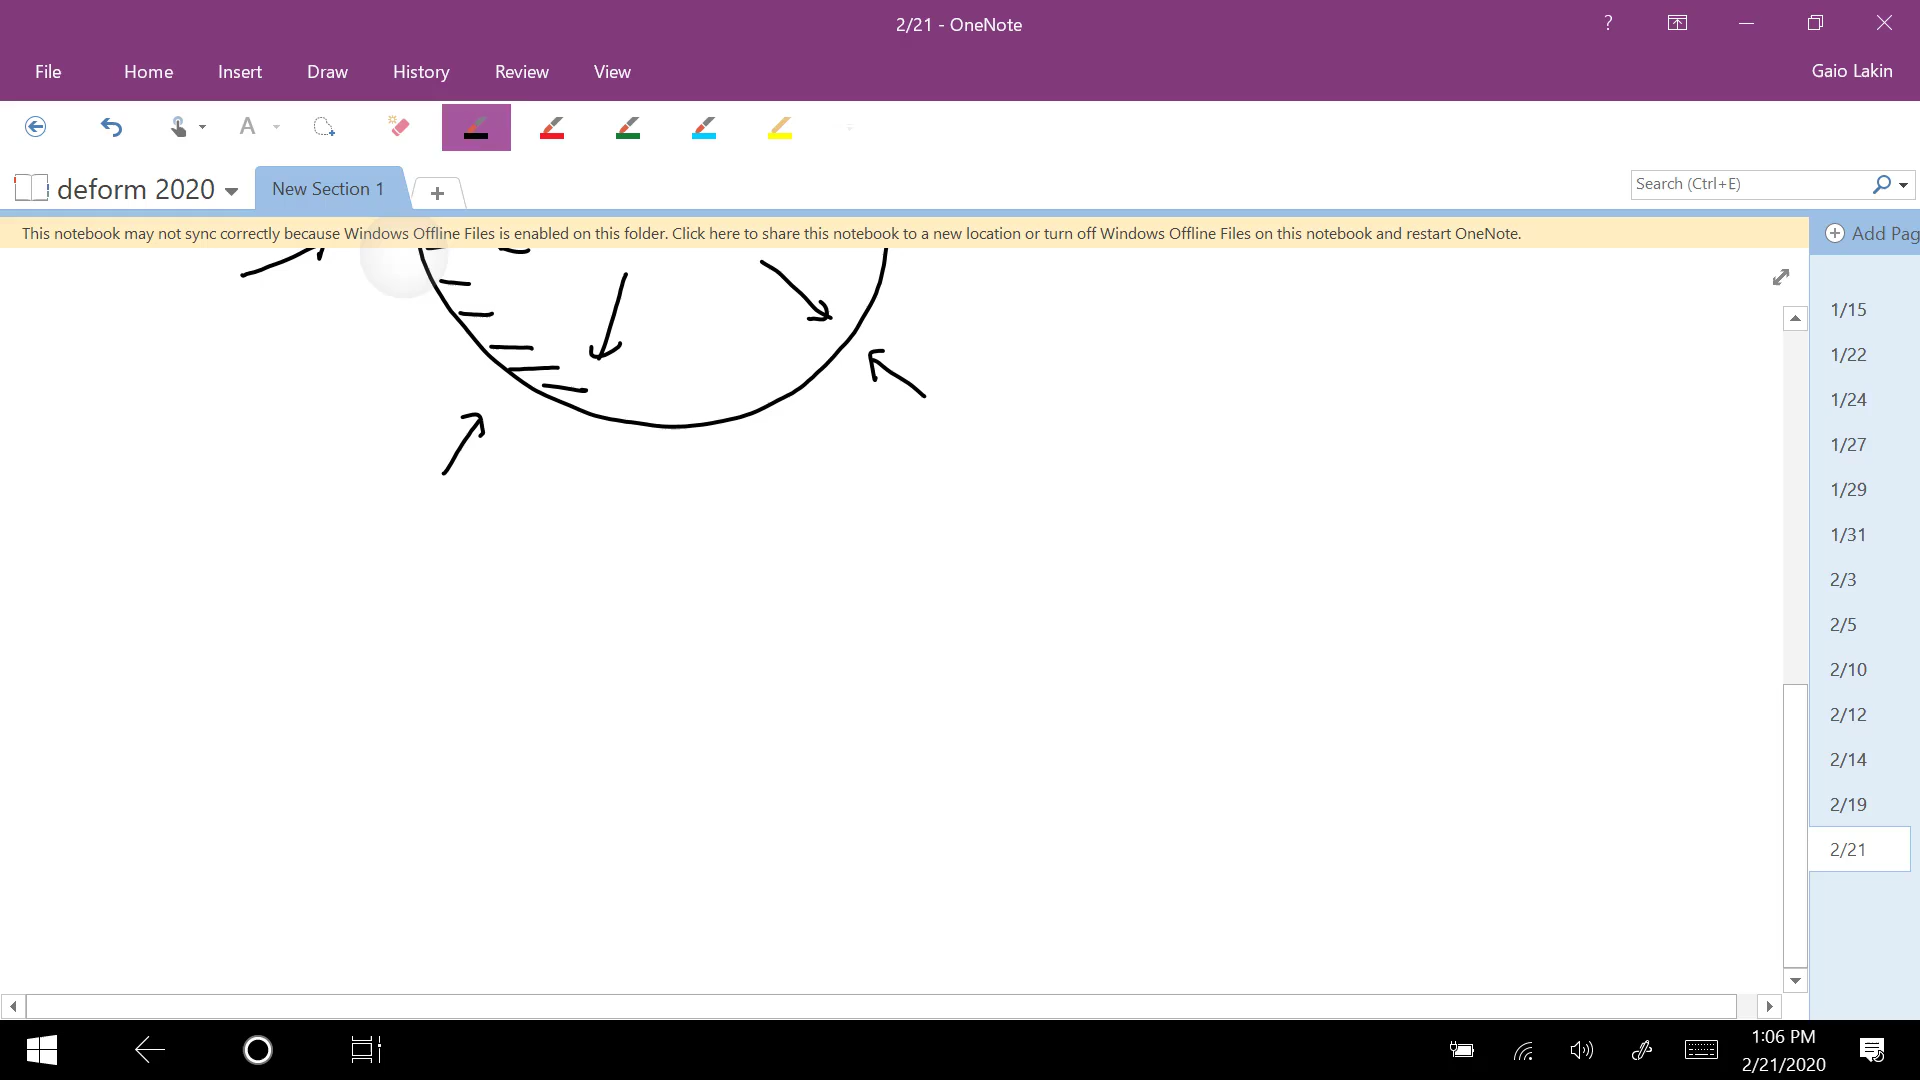 2/21 - OneNote
?
File Home Insert Draw History Review View
Gaio Lakin
A
deform 2020
New Section 1
+
Search (Ctrl+E)
This notebook may not sync correctly because Windows Offline Files is enabled on this folder. Click here to share this notebook to a new location or turn off Windows Offline Files on this notebook and restart OneNote.
Add Pag
1/15
1/22
1/24
1/27
1/29
1/31
2/3
2/5
2/10
2/12
2/14
2/19
2/21
1:06 PM
2/21/2020